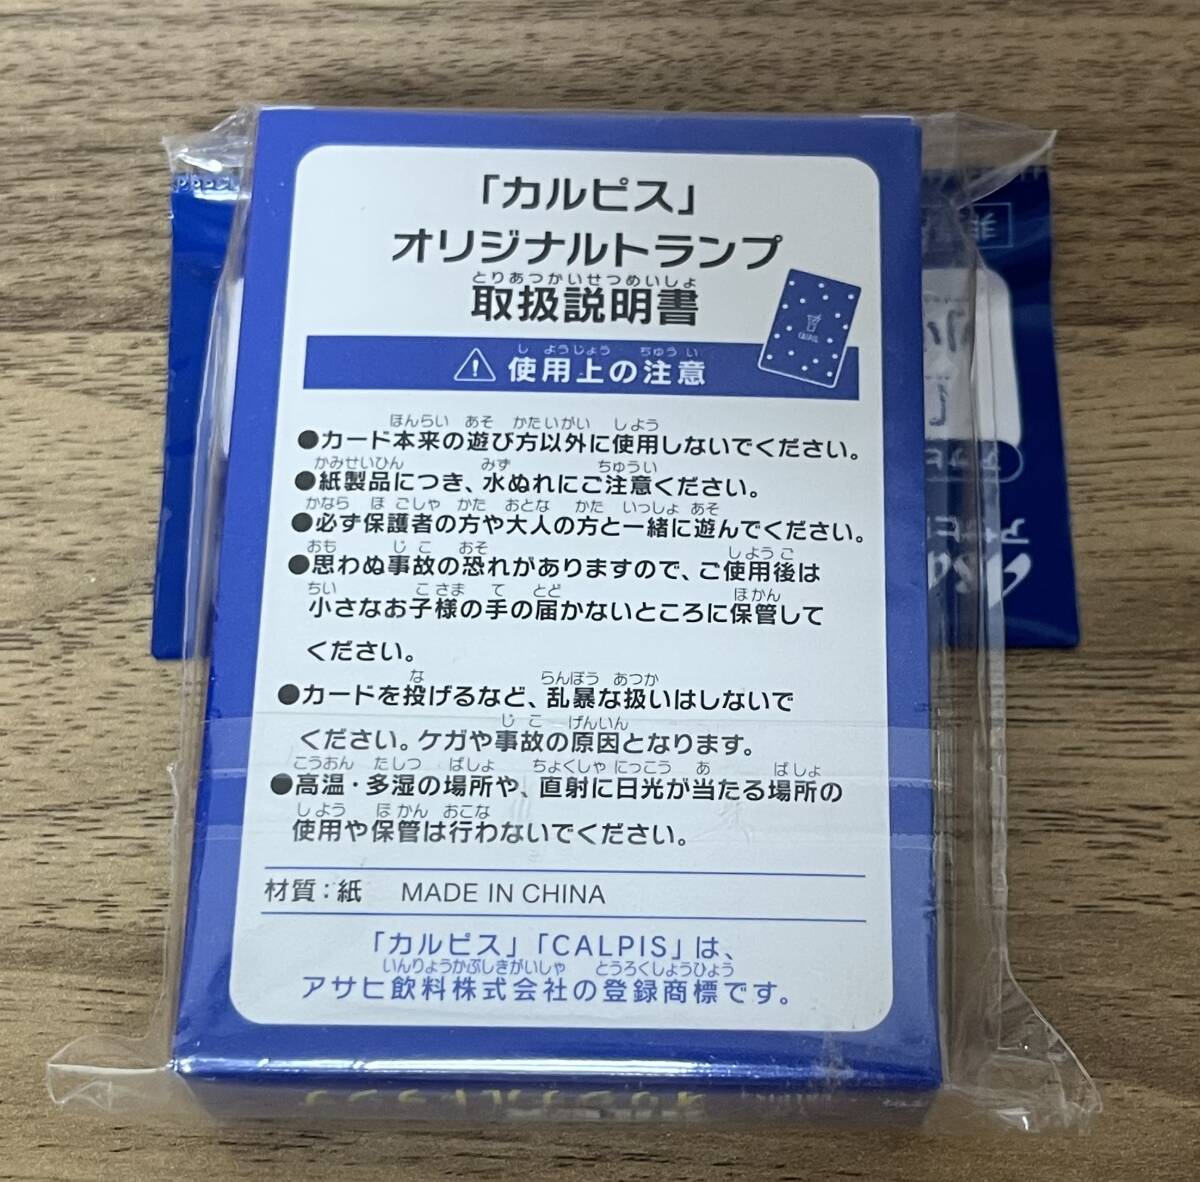 「カルピス」
オリジナルトランプ
とりあつかいせつめいしょ
取扱説明書
CALPIS
しようじょう ちゅうい
使用上の注意
ほんらい あそ かたいがい しよう
●カード本来の遊び方以外に使用しないでください。
かみせいひん みず ちゅうい
●紙製品につき、水ぬれにご注意ください。
かなら ほごしゃ かた おとな かた いっしょ あそ
●必ず保護者の方や大人の方と一緒に遊んでください。
おも じこ おそ しようご
●思わぬ事故の恐れがありますので、ご使用後は
ちい こさま て とど ほかん
小さなお子様の手の届かないところに保管して
ください。
な らんぼう あつか
●カードを投げるなど、乱暴な扱いはしないで
じこ げんいん
ください。ケガや事故の原因となります。
こうおん たしつ ばしょ ちょくしゃ にっこう あ ばしょ
●高温・多湿の場所や、直射に日光が当たる場所の
しよう ほかん おこな
使用や保管は行わないでください。
材質：紙 MADE IN CHINA
「カルピス」「CALPIS」は、
いんりょうかぶしきがいしゃ とうろくしょうひょう
アサヒ飲料株式会社の登録商標です。
オリジナルトランプ
非
アサヒ